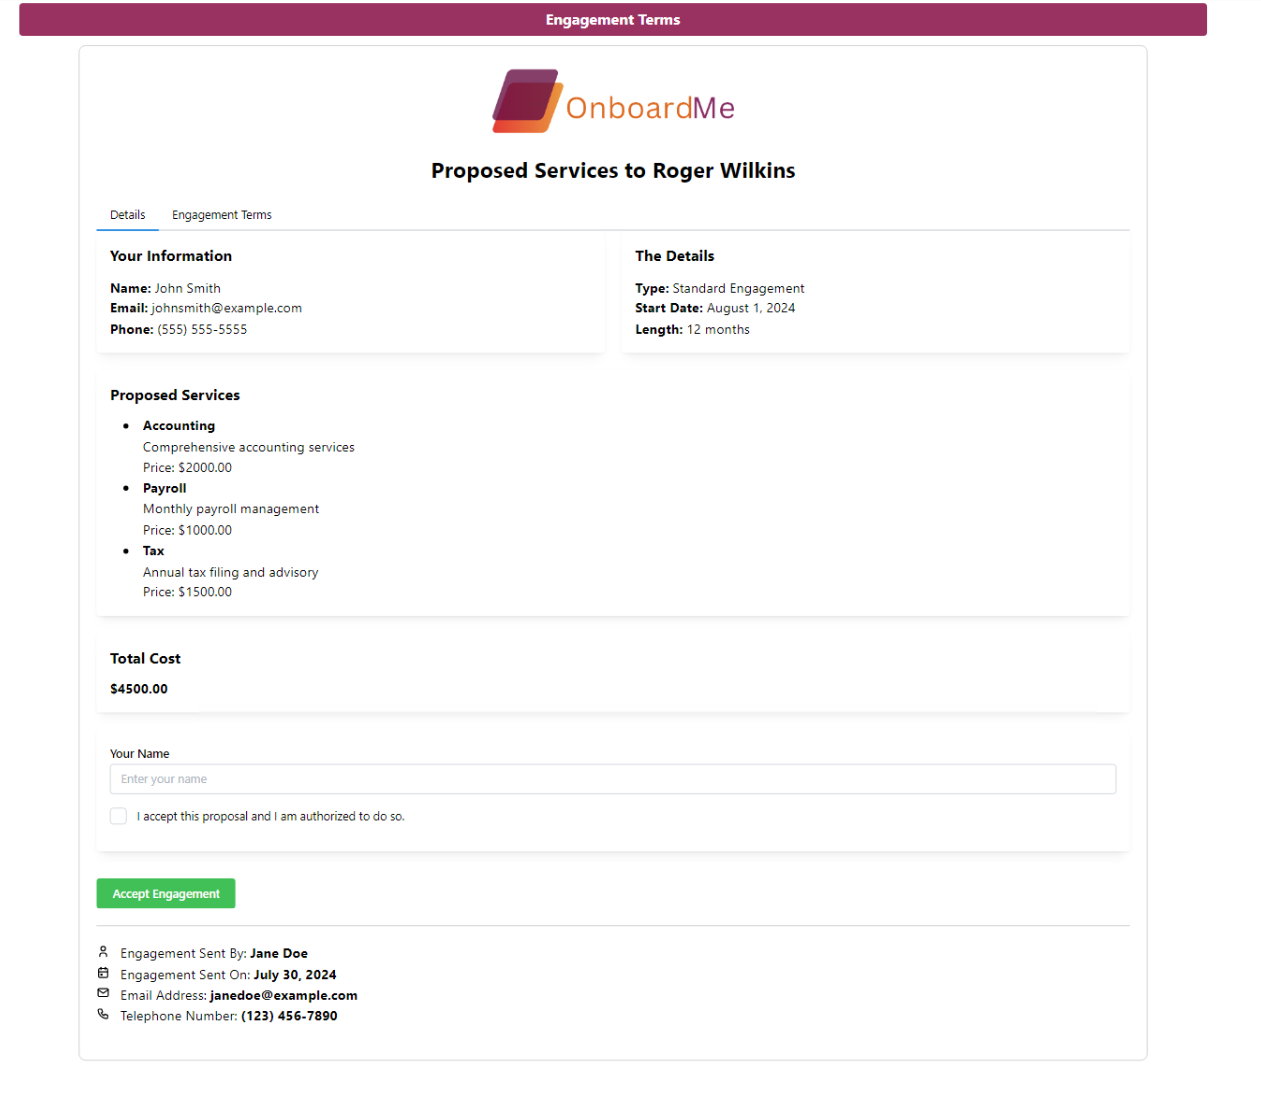 Engagement Terms
OnboardMe
Proposed Services to Roger Wilkins
Details Engagement Terms
Your Information
Name: John Smith
Email: johnsmith@example.com
Phone: (555) 555-5555
The Details
Type: Standard Engagement
Start Date: August 1, 2024
Length: 12 months
Proposed Services
Accounting
Comprehensive accounting services
Price: $2000.00
Payroll
Monthly payroll management
Price: $1000.00
Tax
Annual tax filing and advisory
Price: $1500.00
Total Cost
$4500.00
Your Name
Enter your name
I accept this proposal and I am authorized to do so.
Accept Engagement
Engagement Sent By: Jane Doe
Engagement Sent On: July 30, 2024
Email Address: janedoe@example.com
Telephone Number: (123) 456-7890